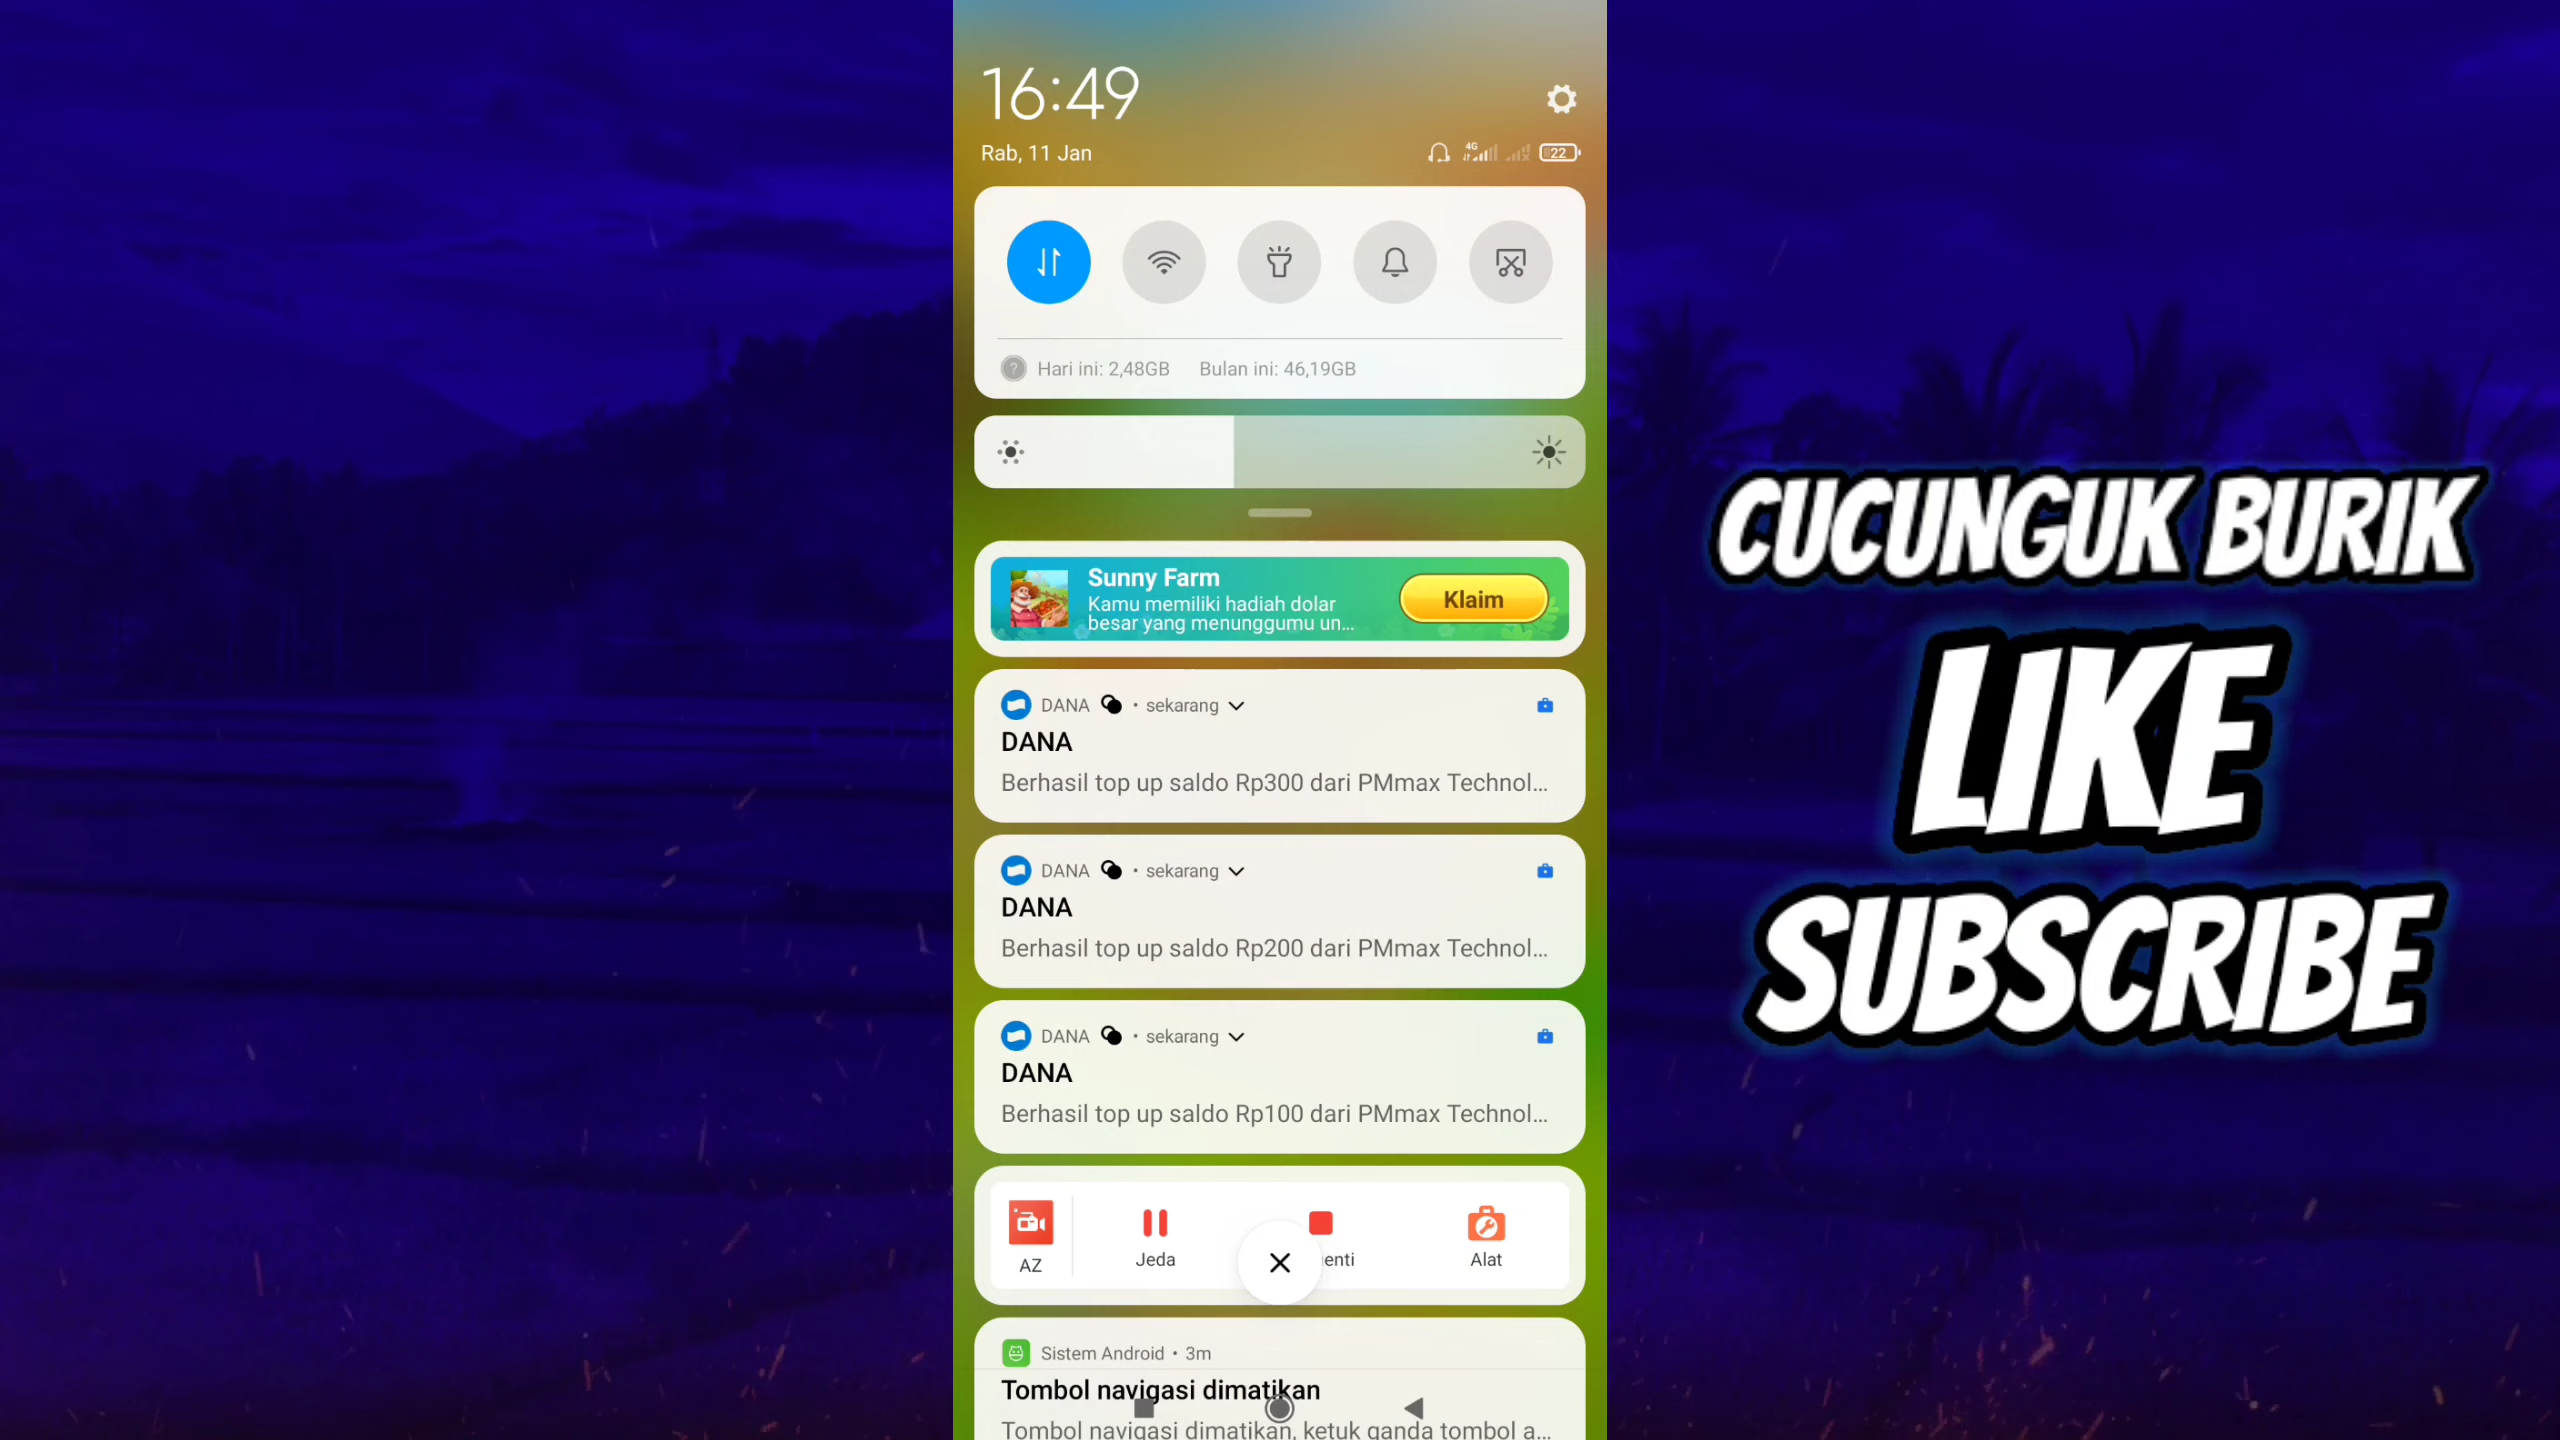 16:49
Rab, 11 Jan
4G
22
Hari ini: 2,48GB Bulan ini: 46,19GB
Sunny Farm
Kamu memiliki hadiah dolar
besar yang menunggumu un...
Klaim
DANA • sekarang
DANA
Berhasil top up saldo Rp300 dari PMmax Technol...
DANA • sekarang
DANA
Berhasil top up saldo Rp200 dari PMmax Technol...
DANA • sekarang
DANA
Berhasil top up saldo Rp100 dari PMmax Technol...
AZ
Jeda
enti
Alat
Sistem Android • 3m
Tombol navigasi dimatikan
Tombol navigasi dimatikan, ketuk ganda tombol a...
CUCUNGUK BURIK
LIKE
SUBSCRIBE